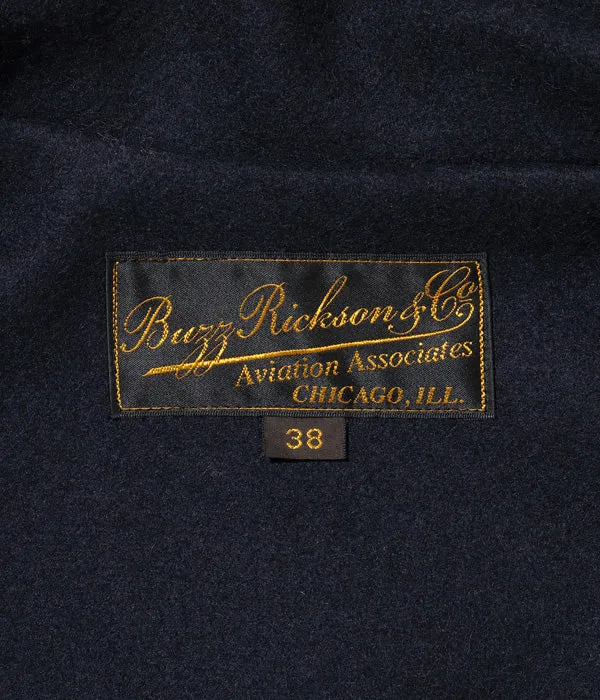 Buzz Rickson & Co
Aviation Associates
CHICAGO, ILL.
38